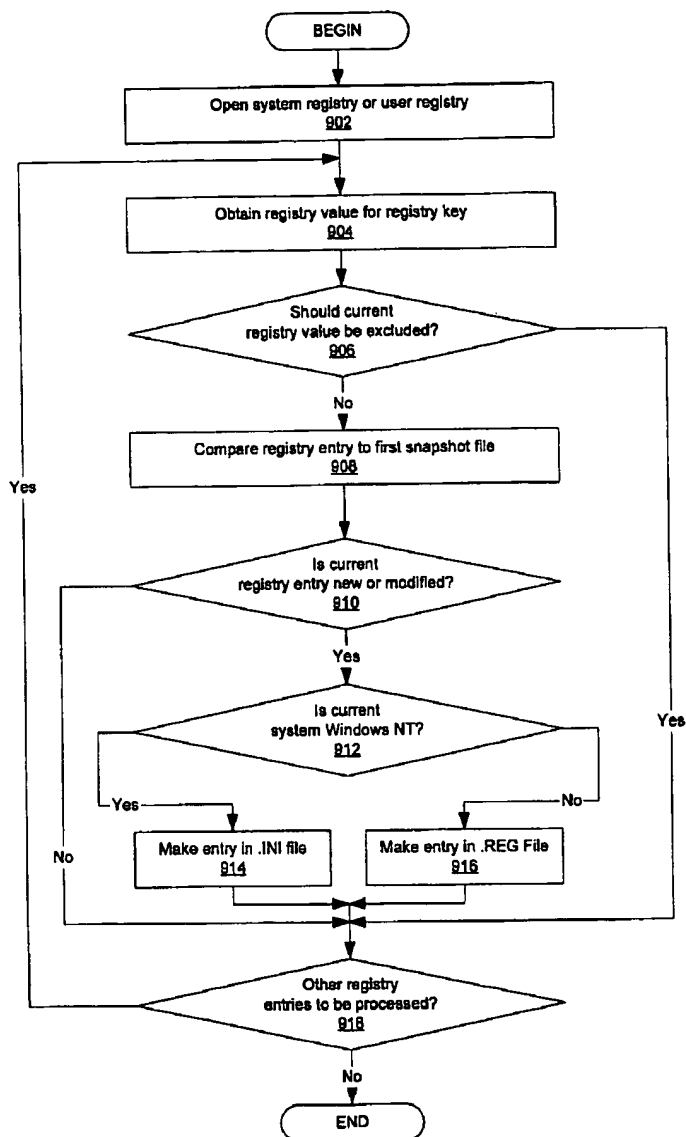 BEGIN
Open system registry or user registry
902
Obtain registry value for registry key
904
Should current
registry value be excluded?
906
No
Compare registry entry to first snapshot file
908
Yes
Is current
registry entry new or modified?
910
Yes
Is current
system Windows NT?
912
Yes
Yes
No
No
Make entry in .INI file
914
Make entry in .REG File
916
Other registry
entries to be processed?
918
No
END